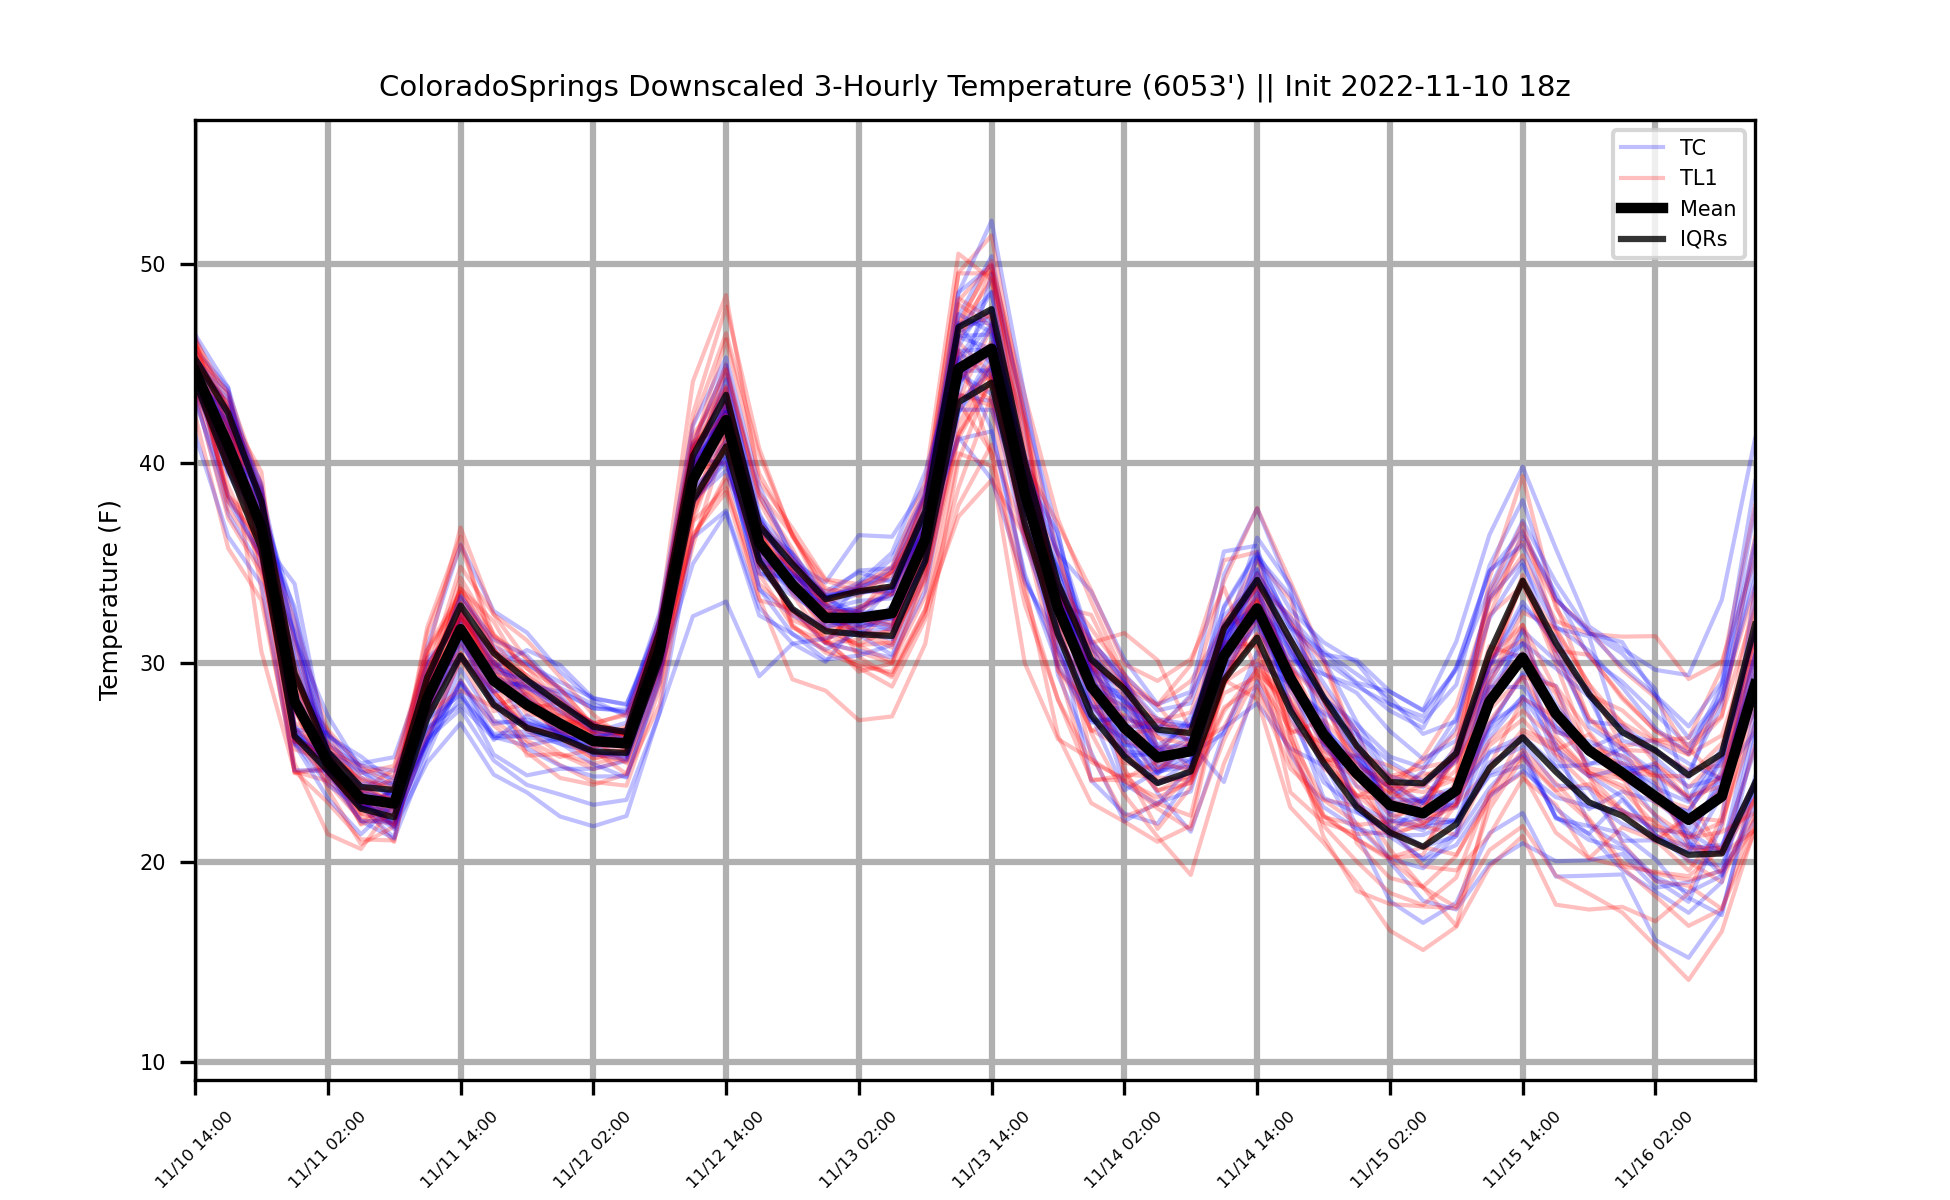 ColoradoSprings Downscaled 3-Hourly Temperature (6053') || Init 2022-11-10 18z
TC
TL1
Mean
IQRs
Temperature (F)
50
40
30
20
10
11/10 14:00
11/11 02:00
11/11 14:00
11/12 02:00
11/12 14:00
11/13 02:00
11/13 14:00
11/14 02:00
11/14 14:00
11/15 02:00
11/15 14:00
11/16 02:00